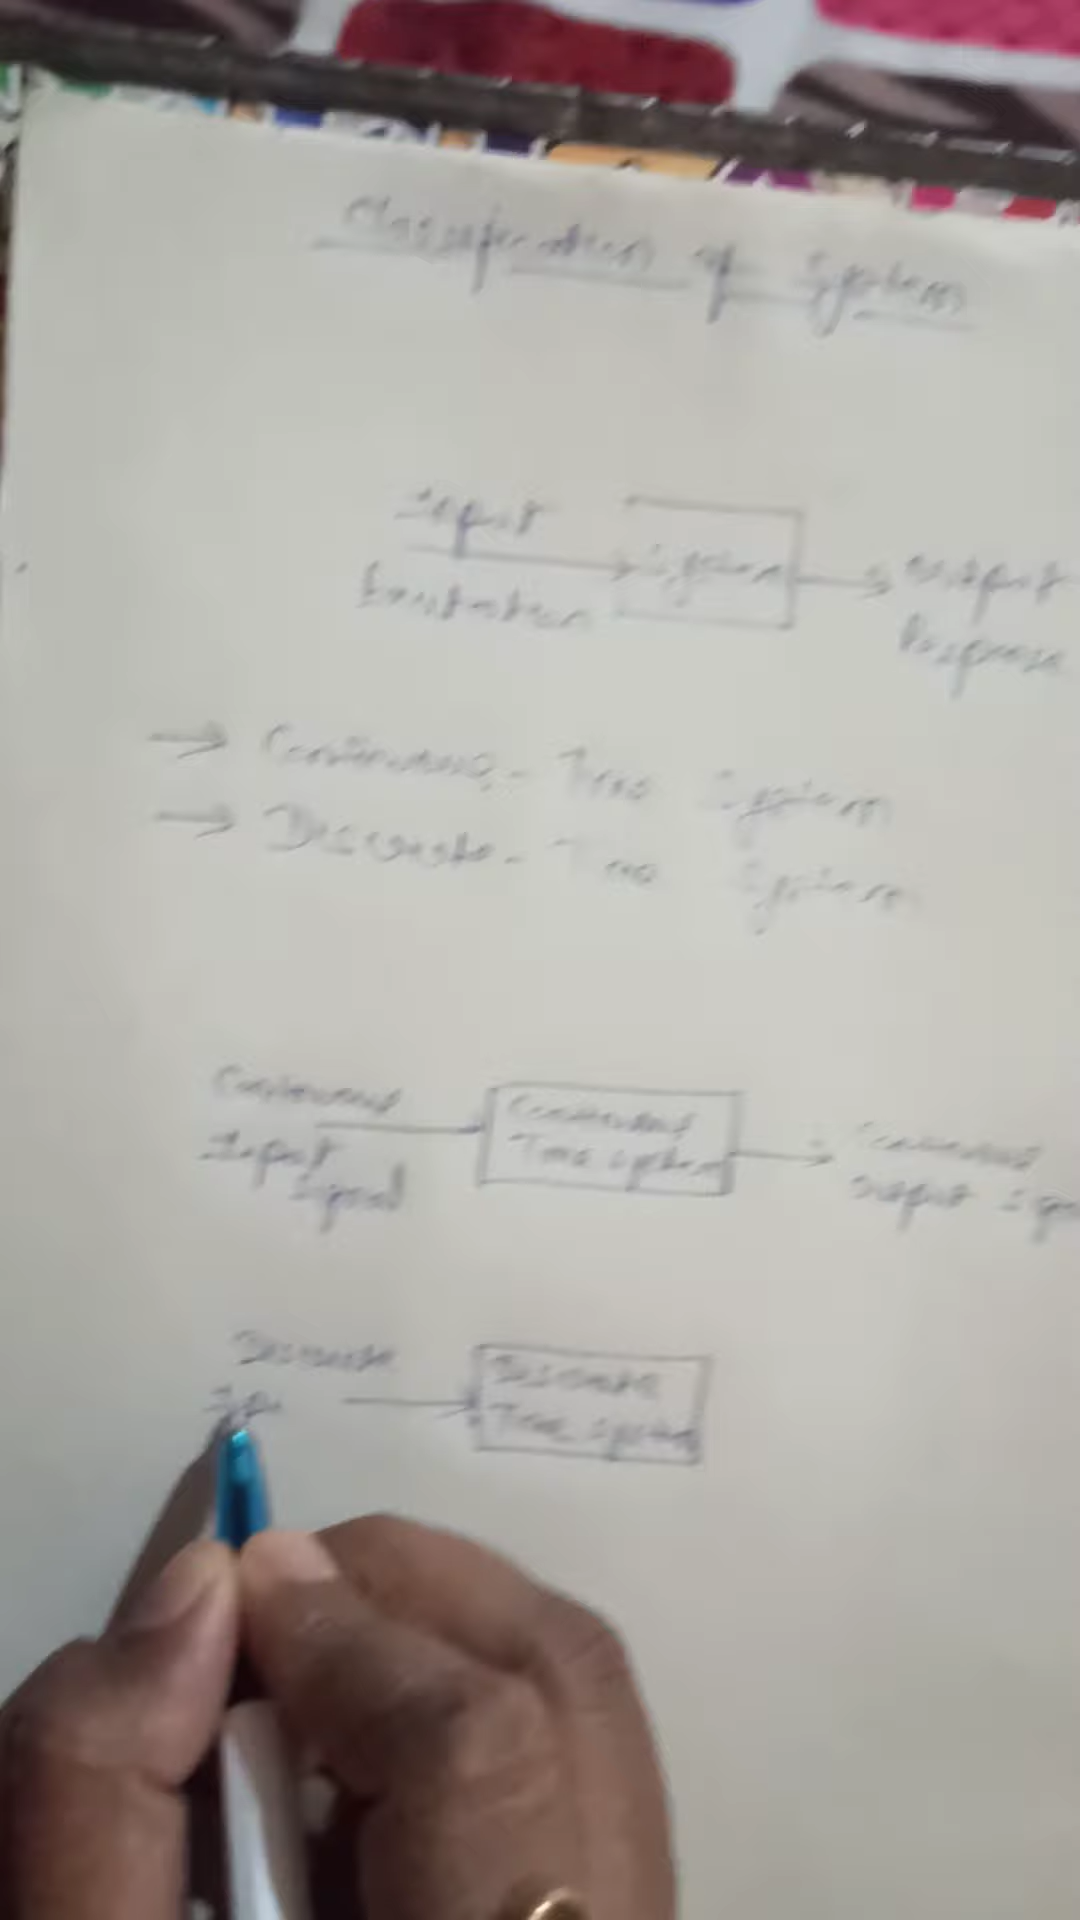 Classification of System
Input System Output
Excitation Response
→ Continuous - Time System
→ Discrete - Time System
Continuous Continuous Continuous
Input Time system output
signal
Discrete Discrete
Time system